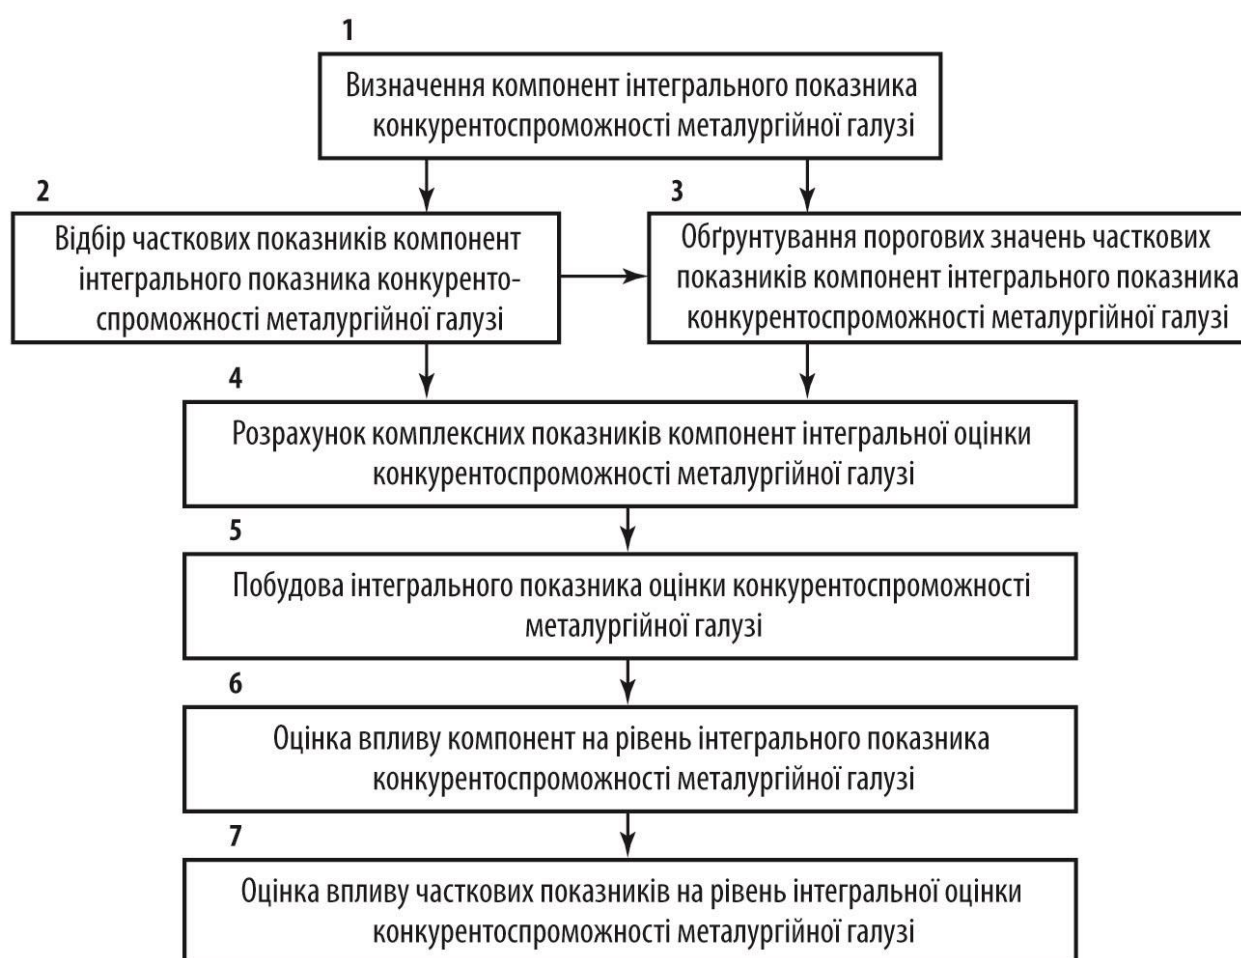 1
Визначення компонент інтегрального показника
конкурентоспроможності металургійної галузі
2
Відбір часткових показників компонент
інтегрального показника конкуренто-
спроможності металургійної галузі
3
Обґрунтування порогових значень часткових
показників компонент інтегрального показника
конкурентоспроможності металургійної галузі
4
Розрахунок комплексних показників компонент інтегральної оцінки
конкурентоспроможності металургійної галузі
5
Побудова інтегрального показника оцінки конкурентоспроможності
металургійної галузі
6
Оцінка впливу компонент на рівень інтегрального показника
конкурентоспроможності металургійної галузі
7
Оцінка впливу часткових показників на рівень інтегральної оцінки
конкурентоспроможності металургійної галузі